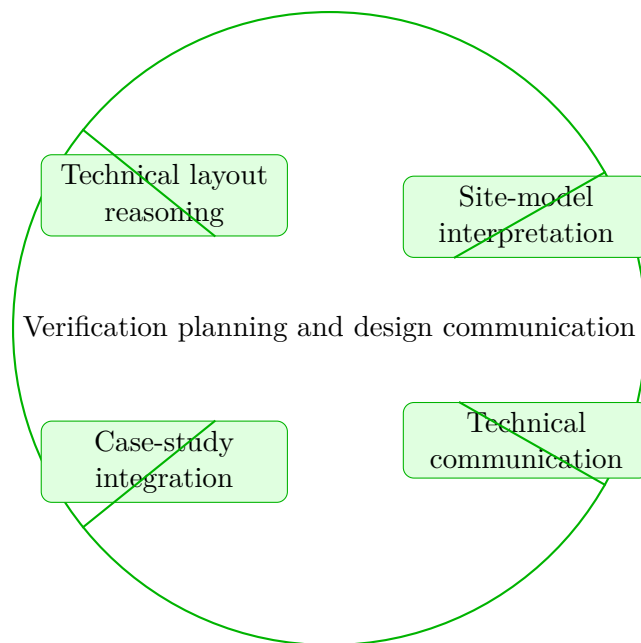 Technical layout
reasoning
Site-model
interpretation
Verification planning and design communication
Case-study
integration
Technical
communication